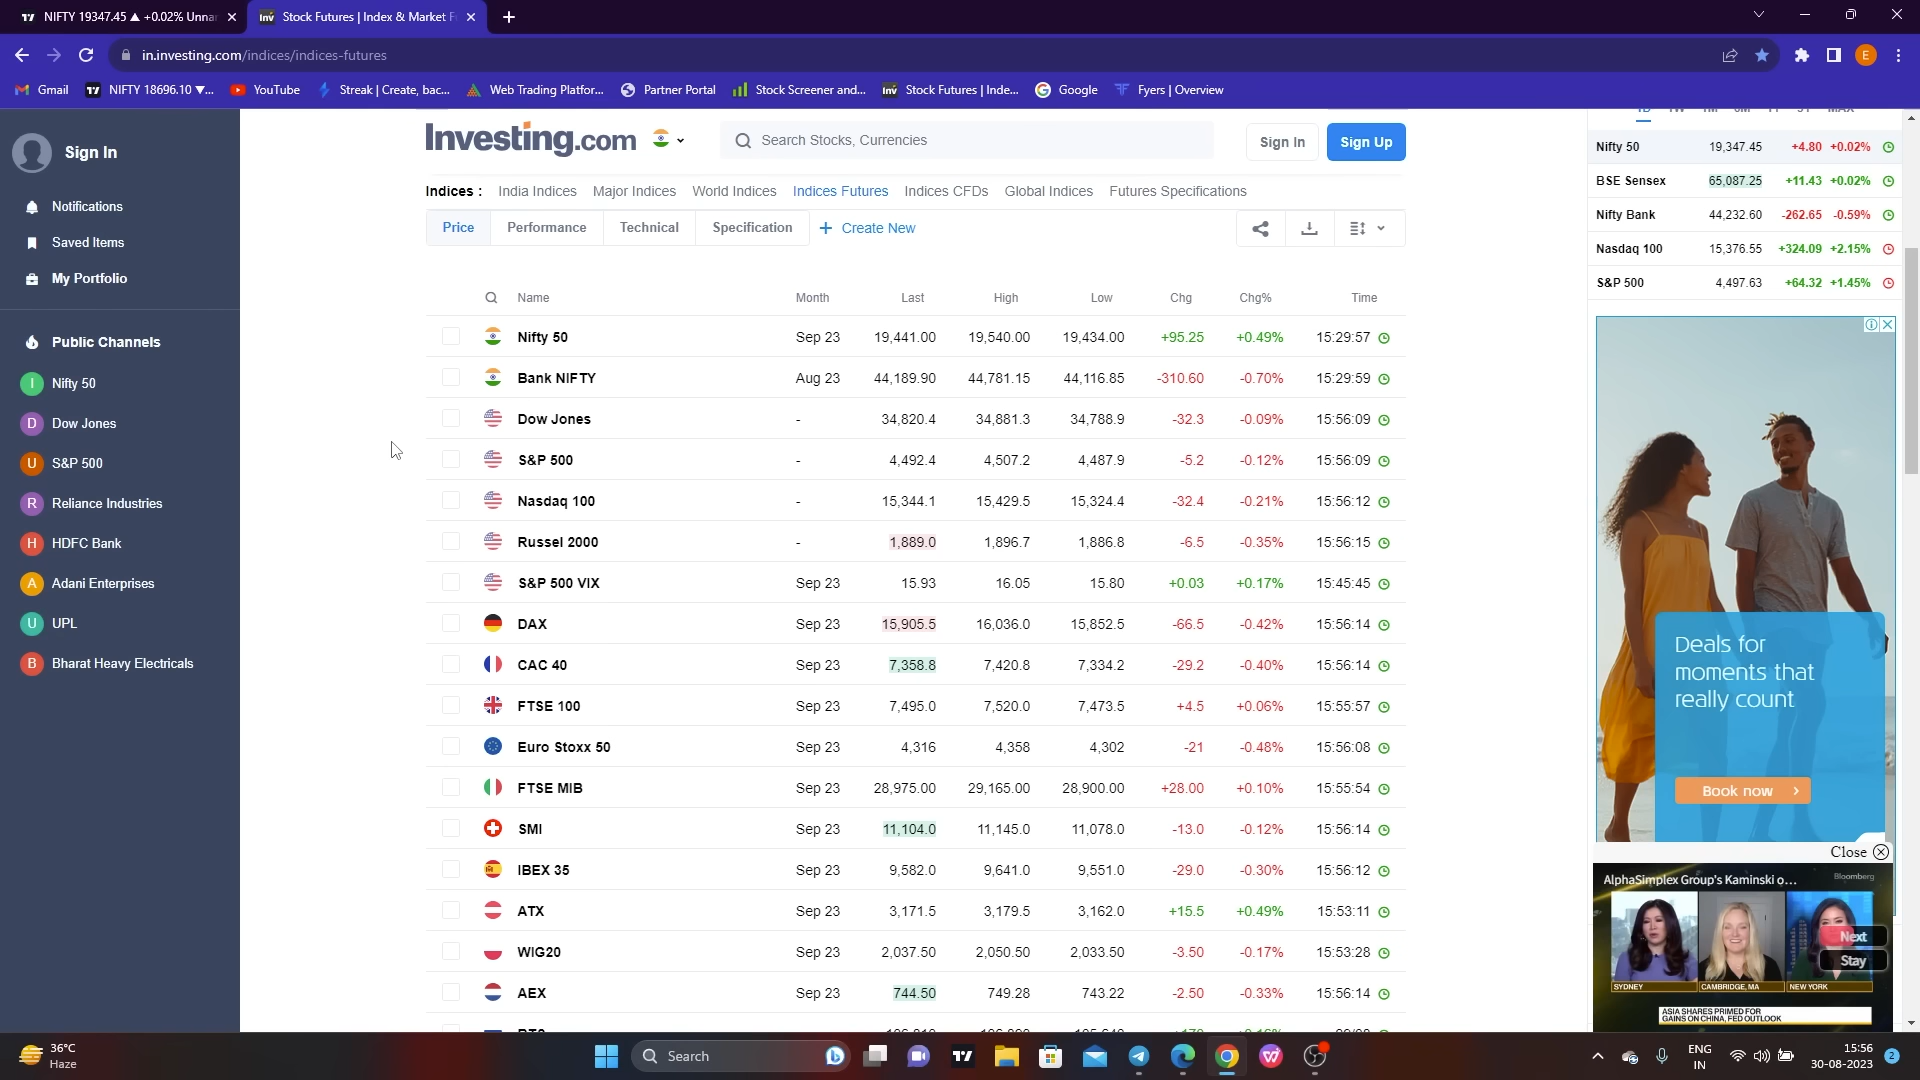 NIFTY 19347.45 ▲ +0.02% Unnar
Stock Futures | Index & Market F
in.investing.com/indices/indices-futures
Gmail
NIFTY 18696.10 ▼...
YouTube
Streak | Create, bac...
Web Trading Platfor...
Partner Portal
Stock Screener and...
Stock Futures | Inde...
Google
Fyers | Overview
Sign In
Notifications
Saved Items
My Portfolio
Public Channels
I Nifty 50
D Dow Jones
U S&P 500
R Reliance Industries
H HDFC Bank
A Adani Enterprises
U UPL
B Bharat Heavy Electricals
Investing.com
Search Stocks, Currencies
Sign In
Sign Up
Indices : India Indices Major Indices World Indices Indices Futures Indices CFDs Global Indices Futures Specifications
Price Performance Technical Specification + Create New
Name Month Last High Low Chg Chg% Time
Nifty 50 Sep 23 19,441.00 19,540.00 19,434.00 +95.25 +0.49% 15:29:57
Bank NIFTY Aug 23 44,189.90 44,781.15 44,116.85 -310.60 -0.70% 15:29:59
Dow Jones - 34,820.4 34,881.3 34,788.9 -32.3 -0.09% 15:56:09
S&P 500 - 4,492.4 4,507.2 4,487.9 -5.2 -0.12% 15:56:09
Nasdaq 100 - 15,344.1 15,429.5 15,324.4 -32.4 -0.21% 15:56:12
Russel 2000 - 1,889.0 1,896.7 1,886.8 -6.5 -0.35% 15:56:15
S&P 500 VIX Sep 23 15.93 16.05 15.80 +0.03 +0.17% 15:45:45
DAX Sep 23 15,905.5 16,036.0 15,852.5 -66.5 -0.42% 15:56:14
CAC 40 Sep 23 7,358.8 7,420.8 7,334.2 -29.2 -0.40% 15:56:14
FTSE 100 Sep 23 7,495.0 7,520.0 7,473.5 +4.5 +0.06% 15:55:57
Euro Stoxx 50 Sep 23 4,316 4,358 4,302 -21 -0.48% 15:56:08
FTSE MIB Sep 23 28,975.00 29,165.00 28,900.00 +28.00 +0.10% 15:55:54
SMI Sep 23 11,104.0 11,145.0 11,078.0 -13.0 -0.12% 15:56:14
IBEX 35 Sep 23 9,582.0 9,641.0 9,551.0 -29.0 -0.30% 15:56:12
ATX Sep 23 3,171.5 3,179.5 3,162.0 +15.5 +0.49% 15:53:11
WIG20 Sep 23 2,037.50 2,050.50 2,033.50 -3.50 -0.17% 15:53:28
AEX Sep 23 744.50 749.28 743.22 -2.50 -0.33% 15:56:14
Nifty 50 19,347.45 +4.80 +0.02%
BSE Sensex 65,087.25 +11.43 +0.02%
Nifty Bank 44,232.60 -262.65 -0.59%
Nasdaq 100 15,376.55 +324.09 +2.15%
S&P 500 4,497.63 +64.32 +1.45%
Deals for
moments that
really count
Book now
Close
AlphaSimplex Group's Kaminski o...
Bloomberg
Next
Stay
SYDNEY CAMBRIDGE, MA NEW YORK
ASIA SHARES PRIMED FOR
GAINS ON CHINA, FED OUTLOOK
36°C
Haze
Search
ENG
IN
15:56
30-08-2023
2